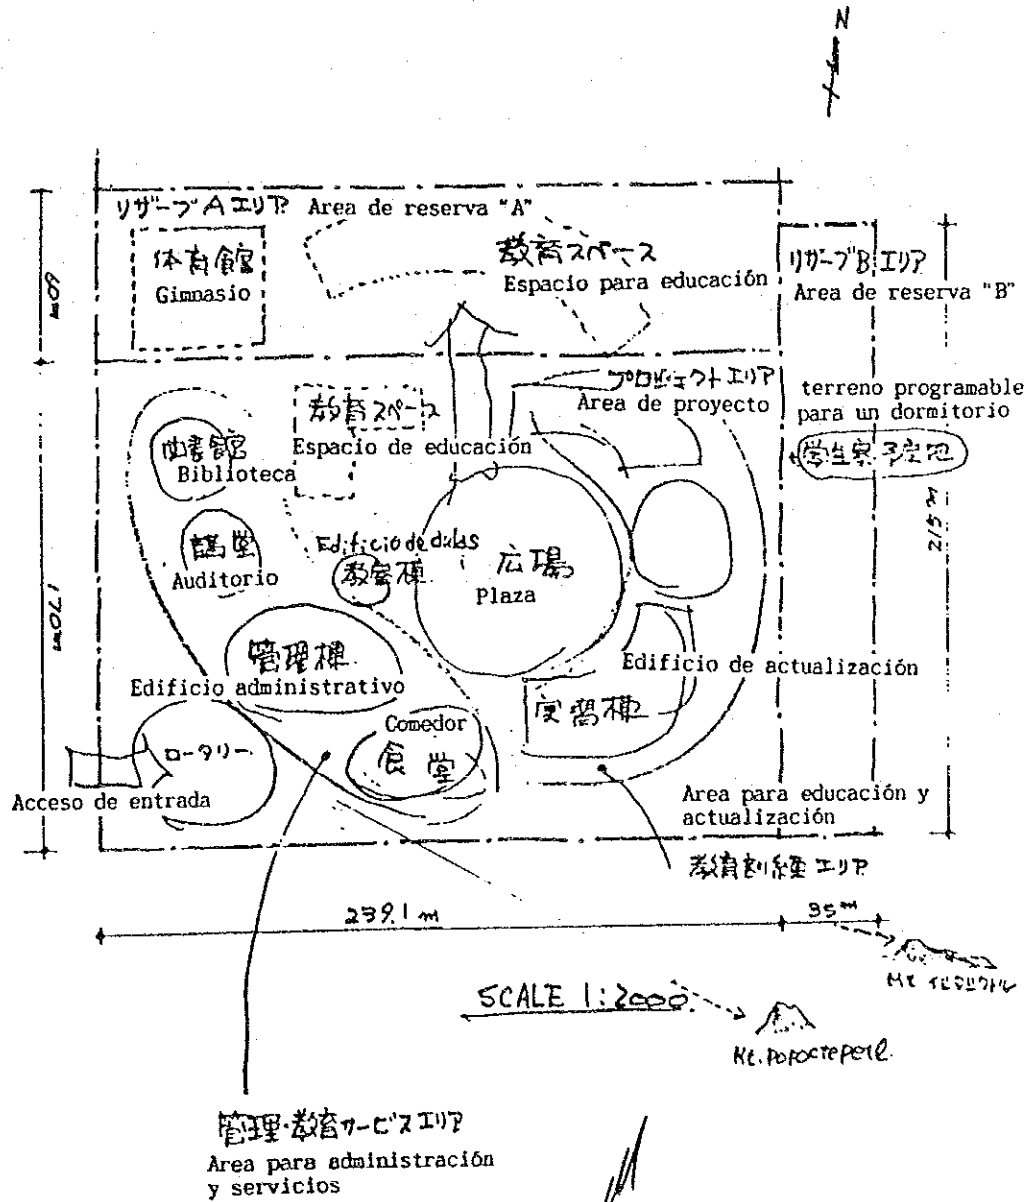 N
リザーブAエリア Area de reserva "A"
体育館
Gimnasio
教育スペース
Espacio para educación
リザーブBエリア
Area de reserva "B"
60m
プロジェクトエリア
Area de proyecto
terreno programable
para un dormitorio
学生寮予定地
教育スペース
Espacio de educación
図書館
Biblioteca
講堂
Auditorio
Edificio de aulas
教室棟
広場
Plaza
215m
170m
管理棟
Edificio administrativo
Edificio de actualización
実習棟
Comedor
食堂
ロータリー
Acceso de entrada
Area para educación y
actualización
教育訓練エリア
239.1 m
35m
Mt.
SCALE 1:2000
Mt. Popoctepetl.
管理・教育サービスエリア
Area para administración
y servicios